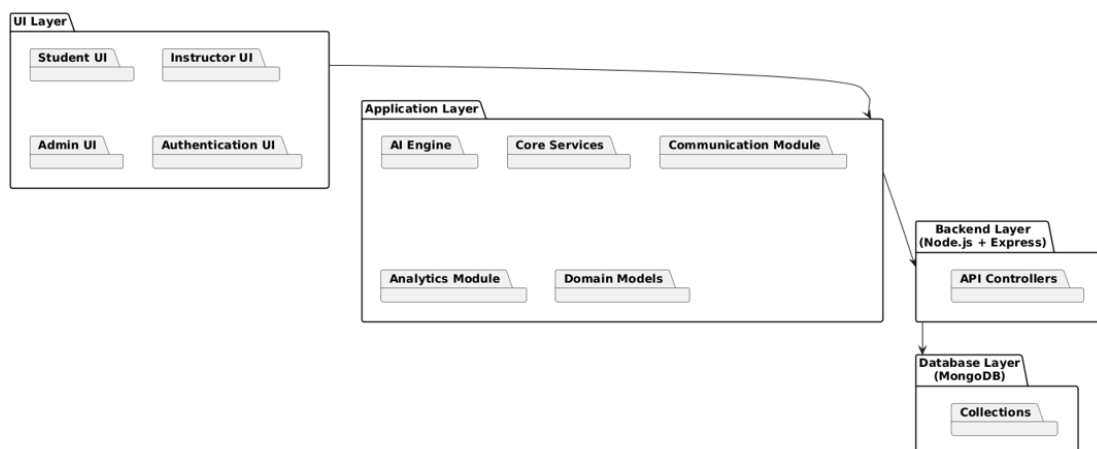 UI Layer
Student UI
Instructor UI
Admin UI
Authentication UI
Application Layer
AI Engine
Core Services
Communication Module
Analytics Module
Domain Models
Backend Layer
(Node.js + Express)
API Controllers
Database Layer
(MongoDB)
Collections